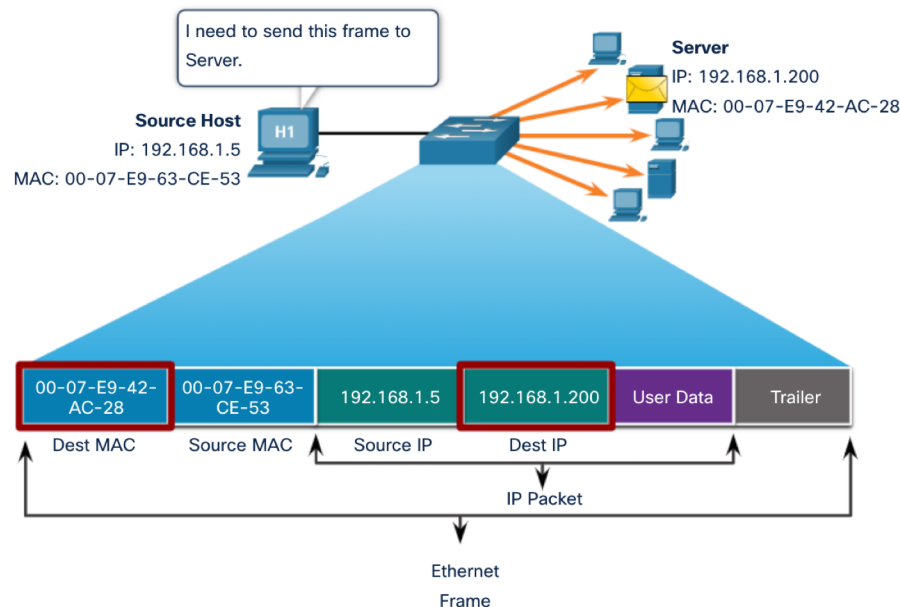 I need to send this frame to
Server.
Server
IP: 192.168.1.200
MAC: 00-07-E9-42-AC-28
Source Host
IP: 192.168.1.5
MAC: 00-07-E9-63-CE-53
H1
00-07-E9-42-
AC-28
00-07-E9-63-
CE-53
192.168.1.5
192.168.1.200
User Data
Trailer
Dest MAC
Source MAC
Source IP
Dest IP
IP Packet
Ethernet
Frame